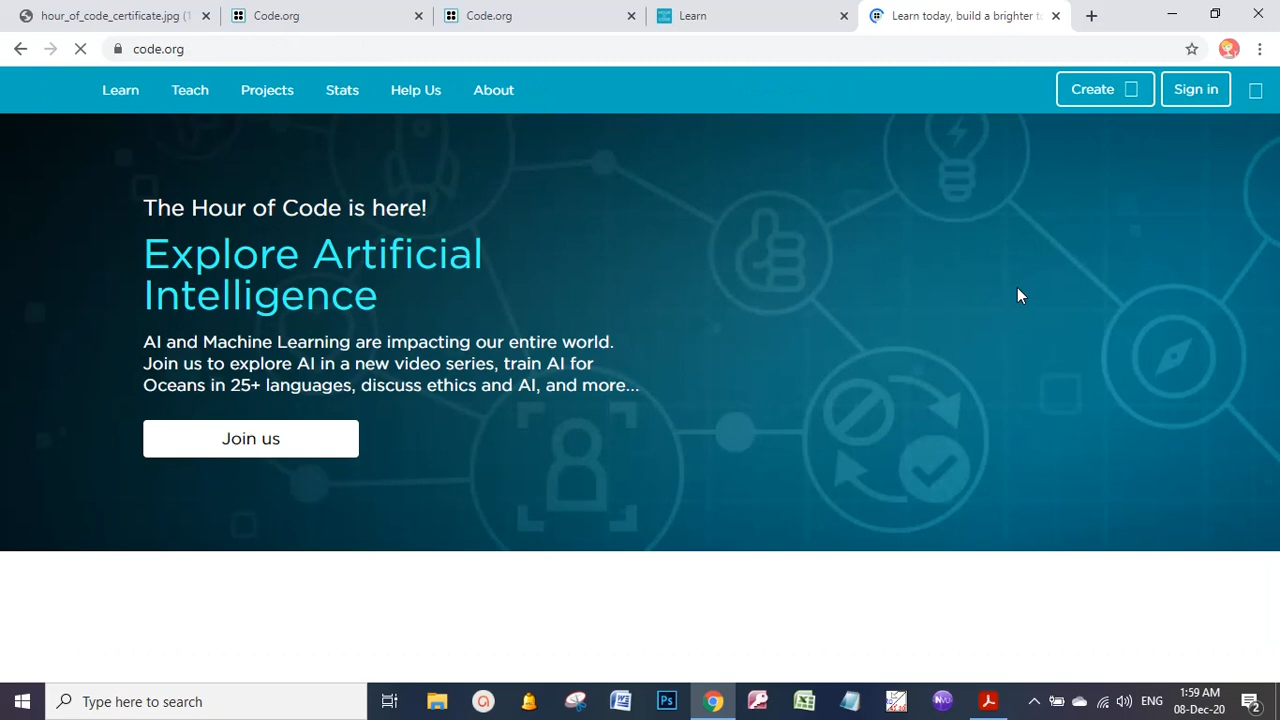 hour_of_code_certificate.jpg (1
Code.org
Code.org
Learn
Learn today, build a brighter to
code.org
Learn
Teach
Projects
Stats
Help Us
About
Create
Sign in
The Hour of Code is here!
Explore Artificial
Intelligence
AI and Machine Learning are impacting our entire world.
Join us to explore AI in a new video series, train AI for
Oceans in 25+ languages, discuss ethics and AI, and more...
Join us
Type here to search
ENG
1:59 AM
08-Dec-20
2